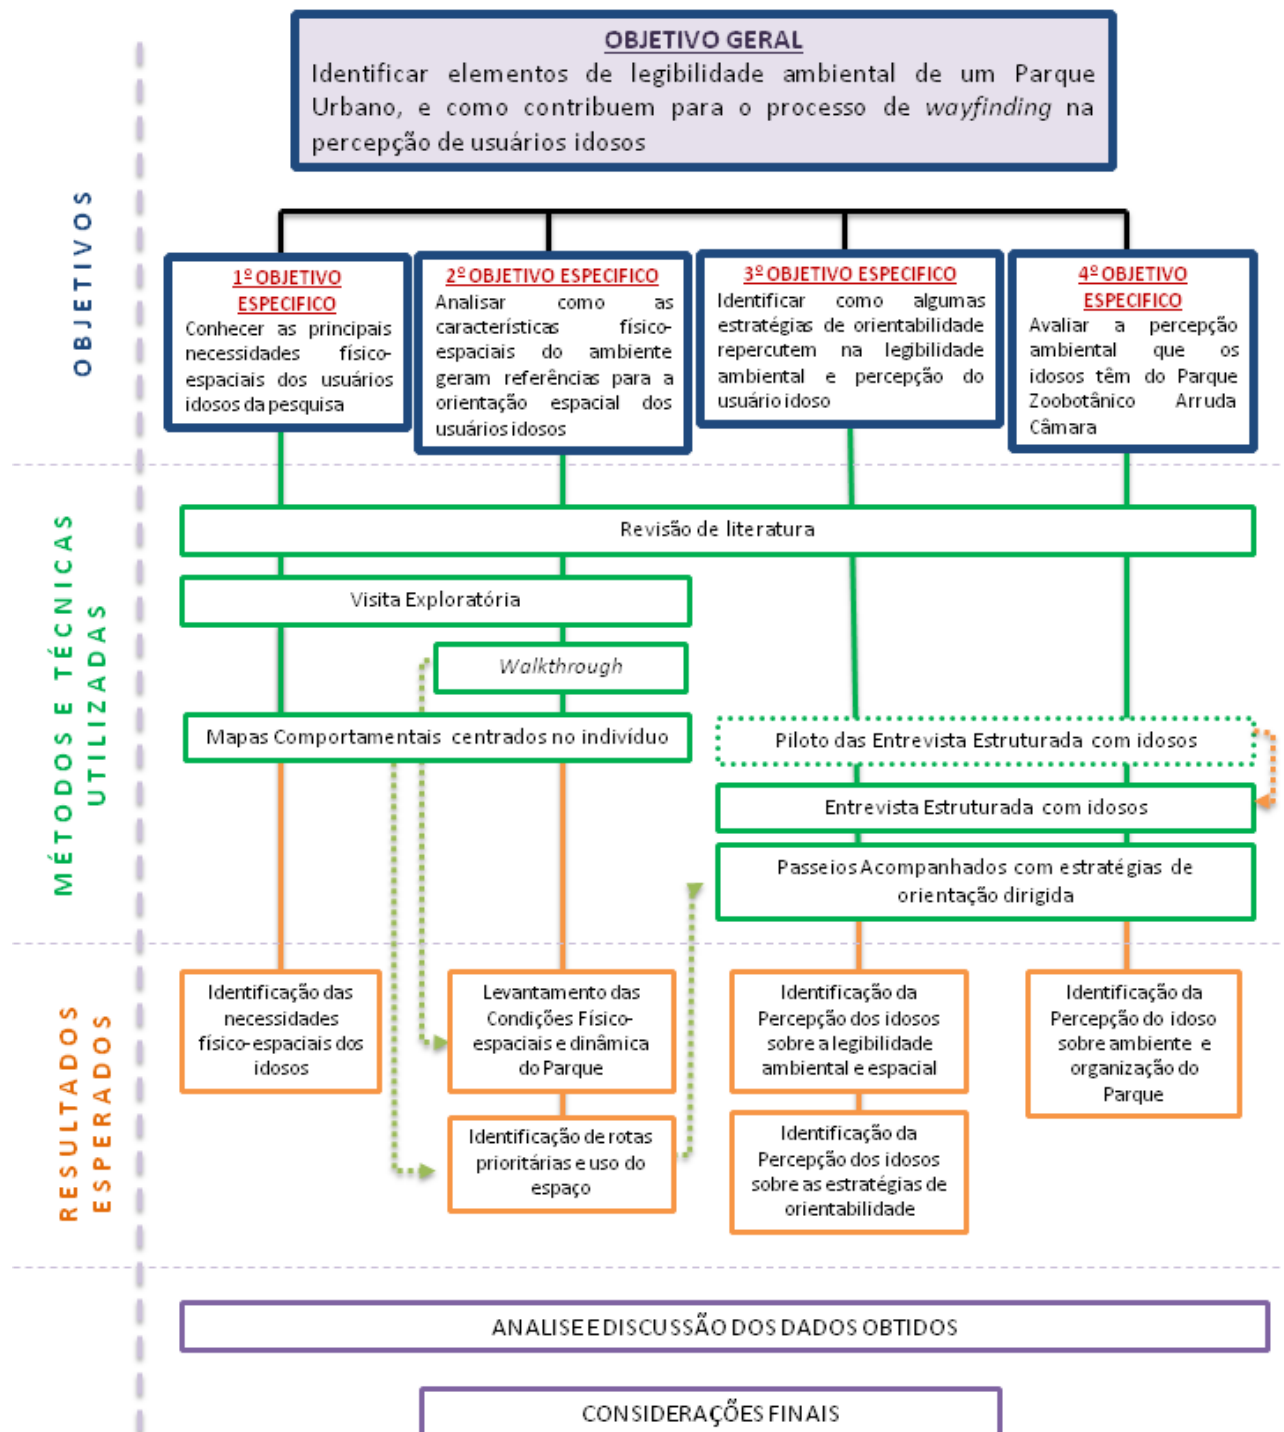 OBJETIVO GERAL
Identificar elementos de legibilidade ambiental de um Parque
Urbano, e como contribuem para o processo de wayfinding na
percepção de usuários idosos
OBJETIVOS
1º OBJETIVO
ESPECIFICO
Conhecer as principais
necessidades físico-
espaciais dos usuários
idosos da pesquisa
2º OBJETIVO ESPECIFICO
Analisar como as
características físico-
espaciais do ambiente
geram referências para a
orientação espacial dos
usuários idosos
3º OBJETIVO ESPECIFICO
Identificar como algumas
estratégias de orientabilidade
repercutem na legibilidade
ambiental e percepção do
usuário idoso
4º OBJETIVO
ESPECIFICO
Avaliar a percepção
ambiental que os
idosos têm do Parque
Zoobotânico Arruda
Câmara
MÉTODOS E TÉCNICAS
UTILIZADAS
Revisão de literatura
Visita Exploratória
Walkthrough
Mapas Comportamentais centrados no indivíduo
Piloto das Entrevista Estruturada com idosos
Entrevista Estruturada com idosos
Passeios Acompanhados com estratégias de
orientação dirigida
RESULTADOS
ESPERADOS
Identificação das
necessidades
físico-espaciais dos
idosos
Levantamento das
Condições Físico-
espaciais e dinâmica
do Parque
Identificação de rotas
prioritárias e uso do
espaço
Identificação da
Percepção dos idosos
sobre a legibilidade
ambiental e espacial
Identificação da
Percepção dos idosos
sobre as estratégias de
orientabilidade
Identificação da
Percepção do idoso
sobre ambiente e
organização do
Parque
ANALISE E DISCUSSÃO DOS DADOS OBTIDOS
CONSIDERAÇÕES FINAIS